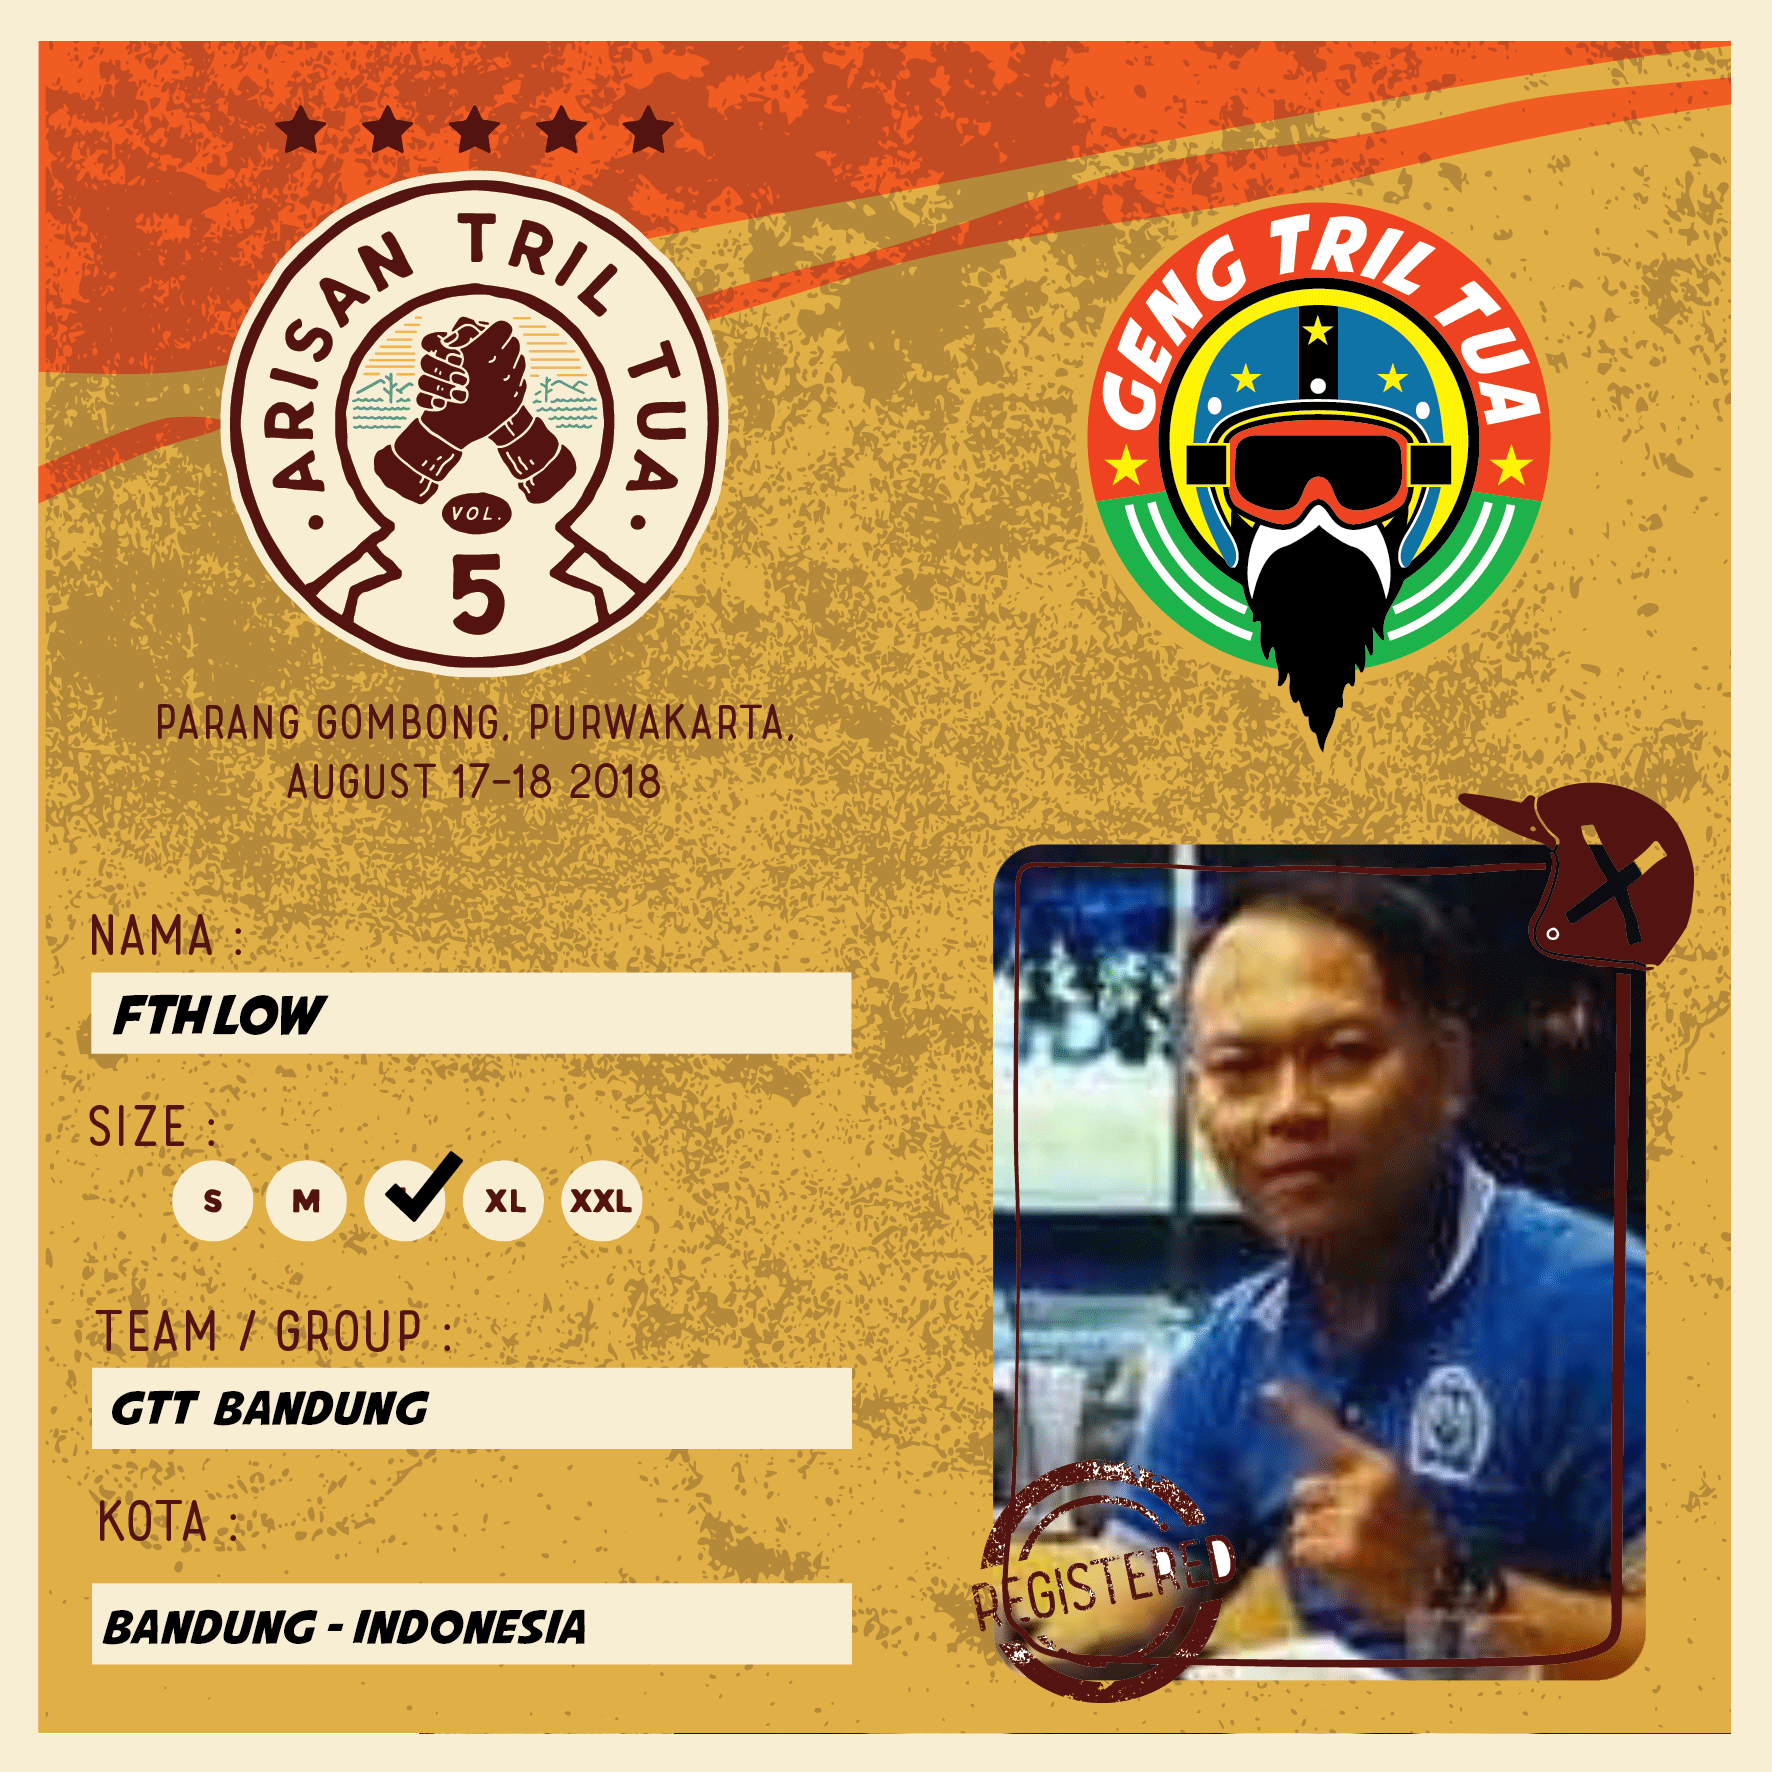 ARISAN TRIL TUA
VOL.
5
GENG TRIL TUA
PARANG GOMBONG, PURWAKARTA,
AUGUST 17-18 2018
NAMA :
FTHLOW
SIZE :
S M XL XXL
TEAM / GROUP :
GTT BANDUNG
KOTA :
BANDUNG - INDONESIA
REGISTERED